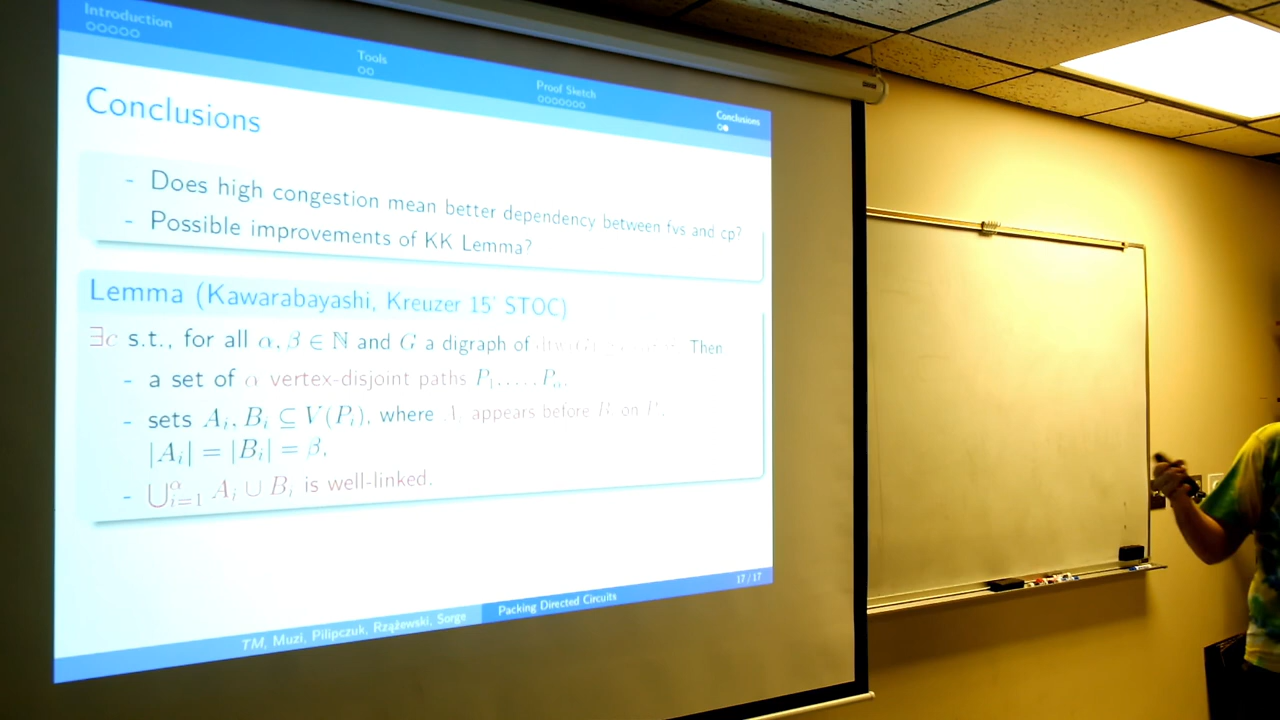 Introduction
Tools
Proof Sketch
Conclusions
Conclusions
- Does high congestion mean better dependency between fvs and cp?
- Possible improvements of KK Lemma?
Lemma (Kawarabayashi, Kreuzer 15' STOC)
∃c s.t., for all α, β ∈ ℕ and G a digraph of Then
- a set of α vertex-disjoint paths P₁, ..., Pα,
- sets Aᵢ, Bᵢ ⊆ V(Pᵢ), where Aᵢ appears before Bᵢ on Pᵢ,
|Aᵢ| = |Bᵢ| = β,
- ⋃ᵢ₌₁^α Aᵢ ∪ Bᵢ is well-linked.
17 / 17
TM, Muzi, Pilipczuk, Rzążewski, Sorge
Packing Directed Circuits